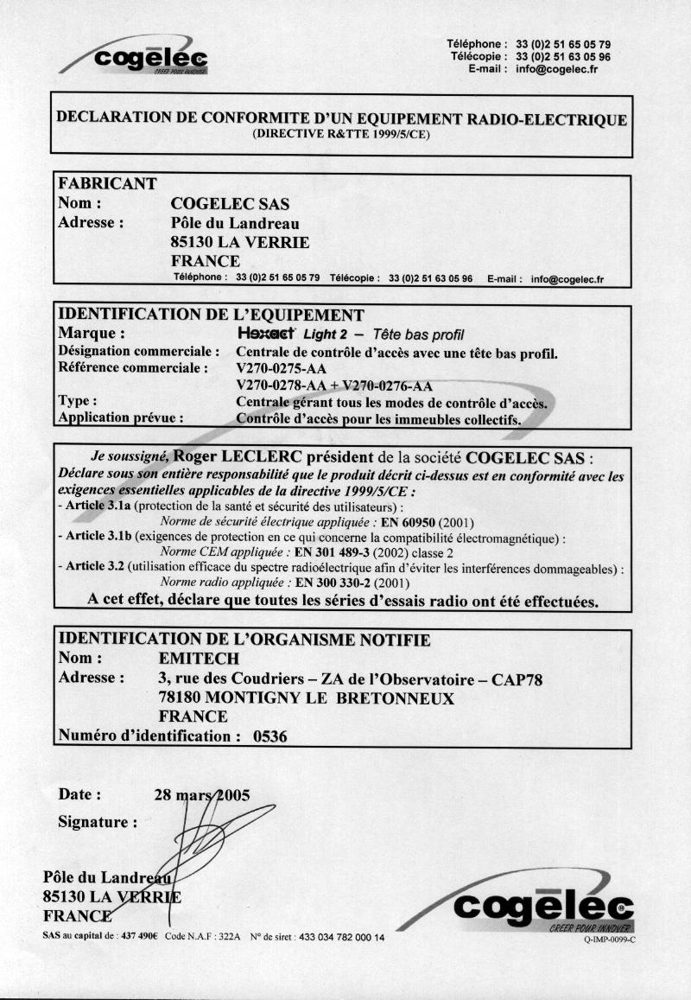 cogelec
CREER POUR INNOVER
Téléphone : 33 (0)2 51 65 05 79
Télécopie : 33 (0)2 51 63 05 96
E-mail : info@cogelec.fr
DECLARATION DE CONFORMITE D'UN EQUIPEMENT RADIO-ELECTRIQUE
(DIRECTIVE R&TTE 1999/5/CE)
FABRICANT
Nom : COGELEC SAS
Adresse : Pôle du Landreau
85130 LA VERRIE
FRANCE
Téléphone : 33 (0)2 51 65 05 79 Télécopie : 33 (0)2 51 63 05 96 E-mail : info@cogelec.fr
IDENTIFICATION DE L'EQUIPEMENT
Marque : Hexact Light 2 – Tête bas profil
Désignation commerciale : Centrale de contrôle d'accès avec une tête bas profil.
Référence commerciale : V270-0275-AA
V270-0278-AA + V270-0276-AA
Type : Centrale gérant tous les modes de contrôle d'accès.
Application prévue : Contrôle d'accès pour les immeubles collectifs.
Je soussigné, Roger LECLERC président de la société COGELEC SAS :
Déclare sous son entière responsabilité que le produit décrit ci-dessus est en conformité avec les
exigences essentielles applicables de la directive 1999/5/CE :
- Article 3.1a (protection de la santé et sécurité des utilisateurs) :
Norme de sécurité électrique appliquée : EN 60950 (2001)
- Article 3.1b (exigences de protection en ce qui concerne la compatibilité électromagnétique) :
Norme CEM appliquée : EN 301 489-3 (2002) classe 2
- Article 3.2 (utilisation efficace du spectre radioélectrique afin d'éviter les interférences dommageables) :
Norme radio appliquée : EN 300 330-2 (2001)
A cet effet, déclare que toutes les séries d'essais radio ont été effectuées.
IDENTIFICATION DE L'ORGANISME NOTIFIE
Nom : EMITECH
Adresse : 3, rue des Coudriers – ZA de l'Observatoire – CAP78
78180 MONTIGNY LE BRETONNEUX
FRANCE
Numéro d'identification : 0536
Date : 28 mars 2005
Signature :
Pôle du Landreau
85130 LA VERRIE
FRANCE
SAS au capital de : 437 490€ Code N.A.F : 322A N° de siret : 433 034 782 000 14
cogelec ®
CREER POUR INNOVER
Q-IMP-0099-C